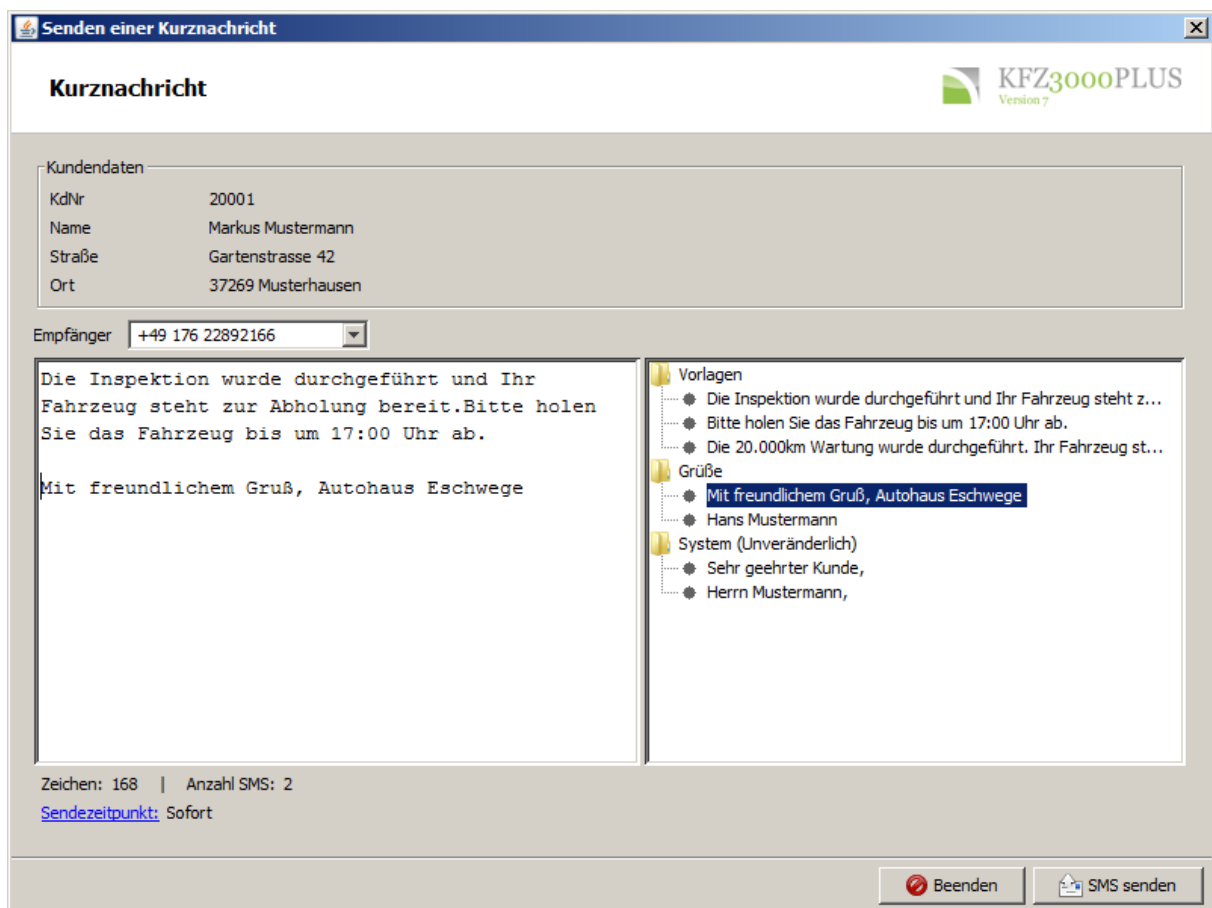 Senden einer Kurznachricht
Kurznachricht
KFZ3000PLUS
Version 7
Kundendaten
KdNr 20001
Name Markus Mustermann
Straße Gartenstrasse 42
Ort 37269 Musterhausen
Empfänger +49 176 22892166
Die Inspektion wurde durchgeführt und Ihr
Fahrzeug steht zur Abholung bereit.Bitte holen
Sie das Fahrzeug bis um 17:00 Uhr ab.
Mit freundlichem Gruß, Autohaus Eschwege
Vorlagen
Die Inspektion wurde durchgeführt und Ihr Fahrzeug steht z...
Bitte holen Sie das Fahrzeug bis um 17:00 Uhr ab.
Die 20.000km Wartung wurde durchgeführt. Ihr Fahrzeug st...
Grüße
Mit freundlichem Gruß, Autohaus Eschwege
Hans Mustermann
System (Unveränderlich)
Sehr geehrter Kunde,
Herrn Mustermann,
Zeichen: 168 | Anzahl SMS: 2
Sendezeitpunkt: Sofort
Beenden SMS senden